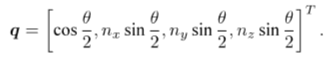 q = [cos θ/2, n_x sin θ/2, n_y sin θ/2, n_z sin θ/2]^T.